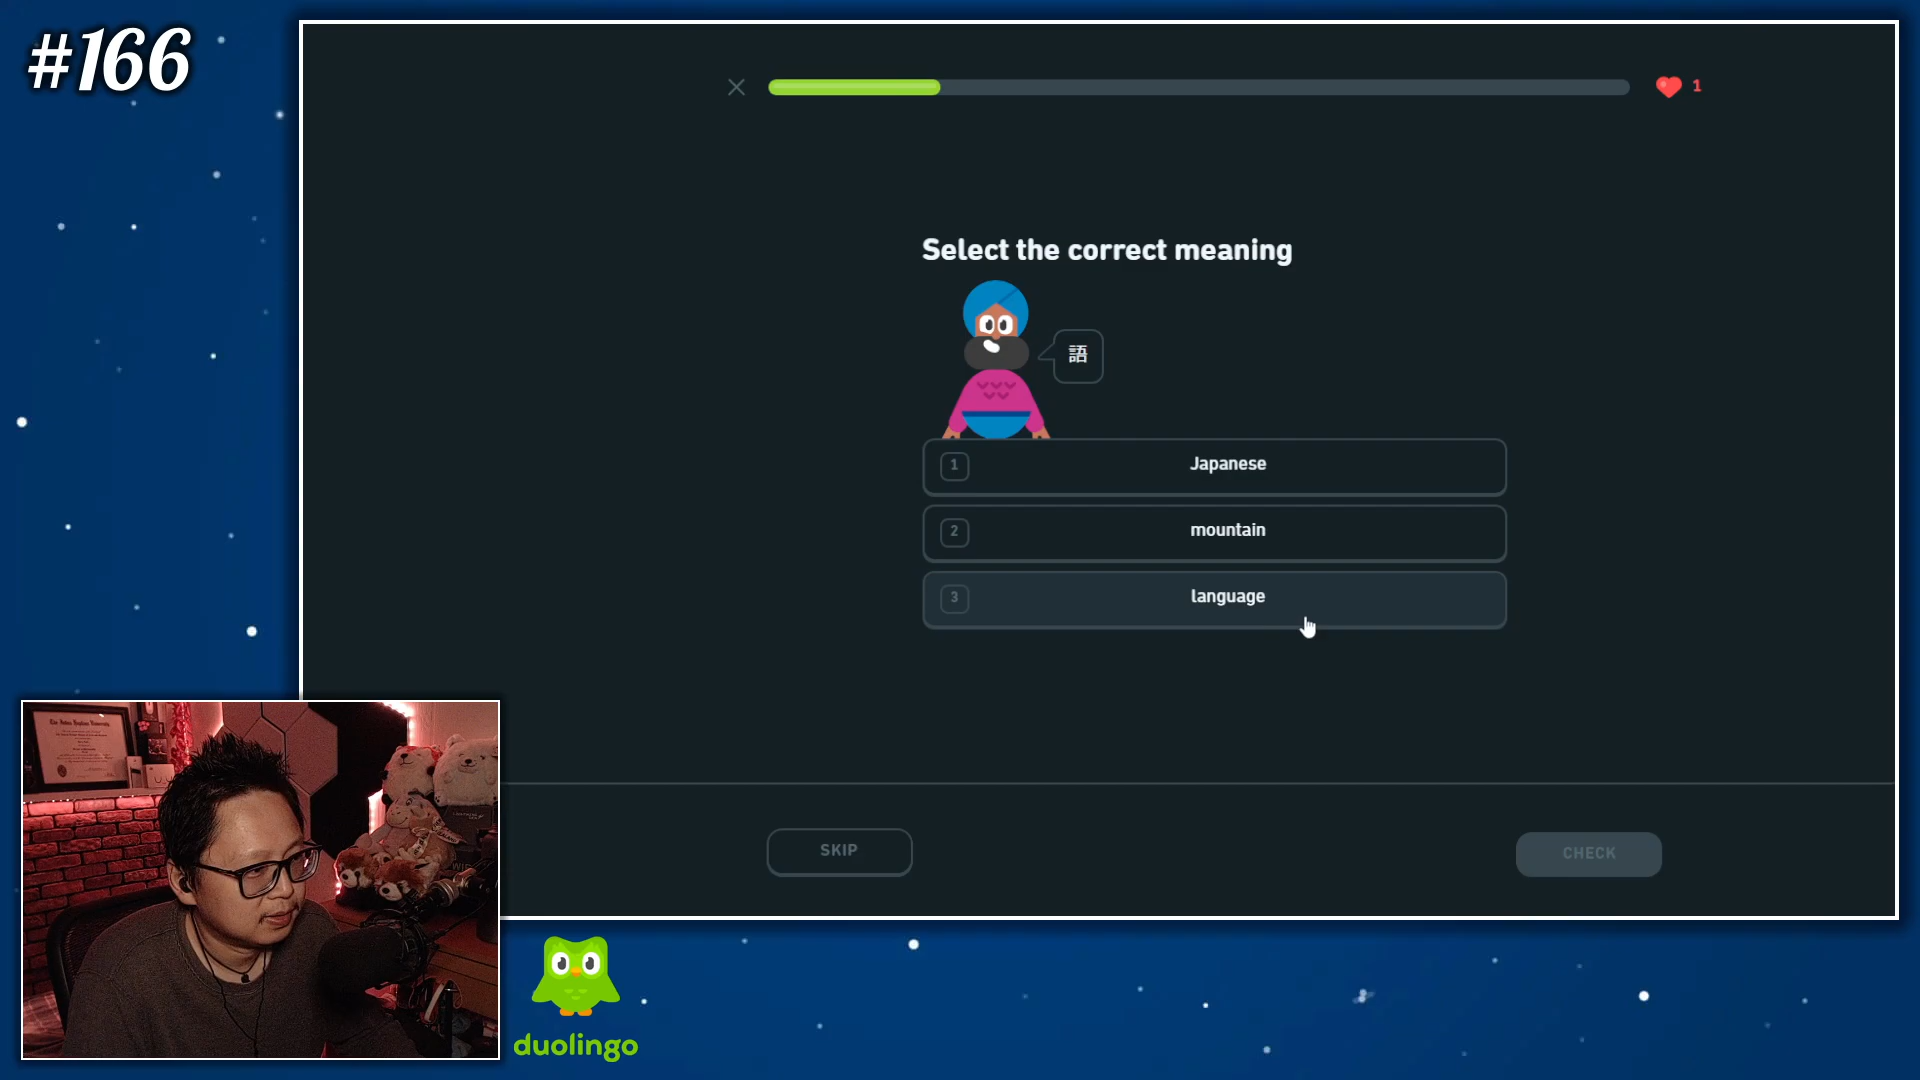 #166
1
Select the correct meaning
語
1 Japanese
2 mountain
3 language
SKIP
CHECK
duolingo